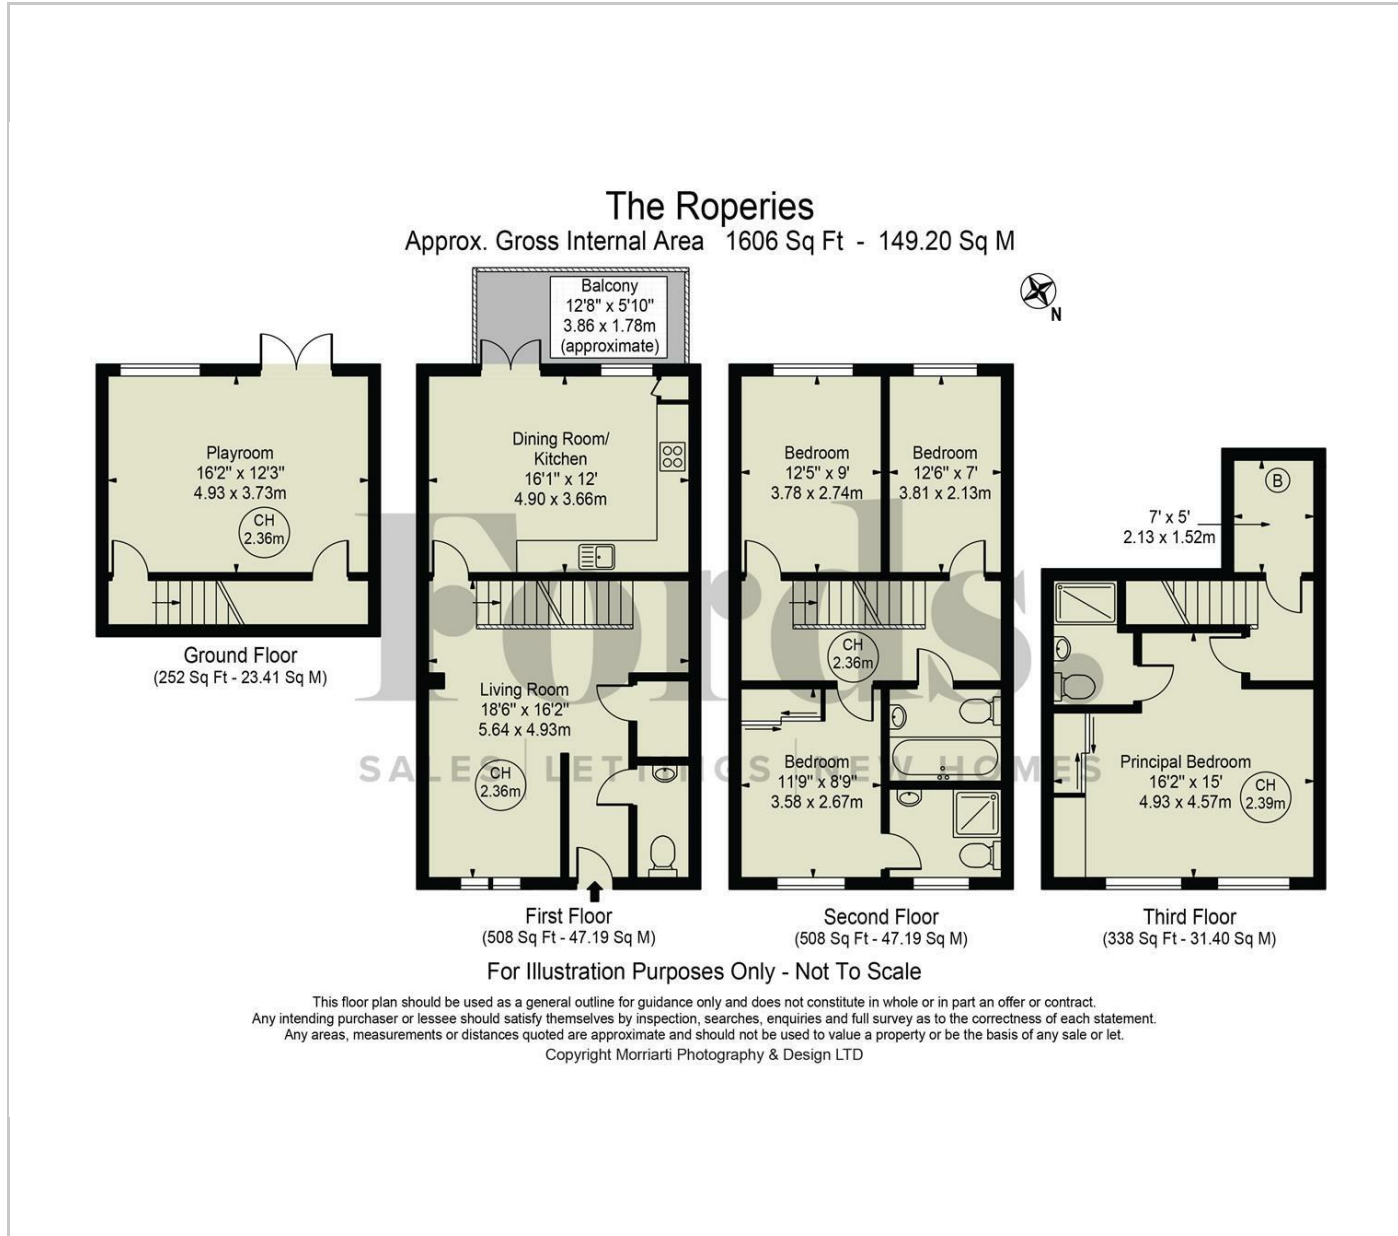 The Roperies
Approx. Gross Internal Area 1606 Sq Ft - 149.20 Sq M
N
Balcony
12'8" x 5'10"
3.86 x 1.78m
(approximate)
Playroom
16'2" x 12'3"
4.93 x 3.73m
CH
2.36m
Ground Floor
(252 Sq Ft - 23.41 Sq M)
Dining Room/
Kitchen
16'1" x 12'
4.90 x 3.66m
Living Room
18'6" x 16'2"
5.64 x 4.93m
CH
2.36m
First Floor
(508 Sq Ft - 47.19 Sq M)
Bedroom
12'5" x 9'
3.78 x 2.74m
Bedroom
12'6" x 7'
3.81 x 2.13m
CH
2.36m
Bedroom
11'9" x 8'9"
3.58 x 2.67m
Second Floor
(508 Sq Ft - 47.19 Sq M)
B
7' x 5'
2.13 x 1.52m
Principal Bedroom
16'2" x 15'
4.93 x 4.57m
CH
2.39m
Third Floor
(338 Sq Ft - 31.40 Sq M)
Fords.
SALES | LETTINGS | NEW HOMES
For Illustration Purposes Only - Not To Scale
This floor plan should be used as a general outline for guidance only and does not constitute in whole or in part an offer or contract.
Any intending purchaser or lessee should satisfy themselves by inspection, searches, enquiries and full survey as to the correctness of each statement.
Any areas, measurements or distances quoted are approximate and should not be used to value a property or be the basis of any sale or let.
Copyright Morriarti Photography & Design LTD